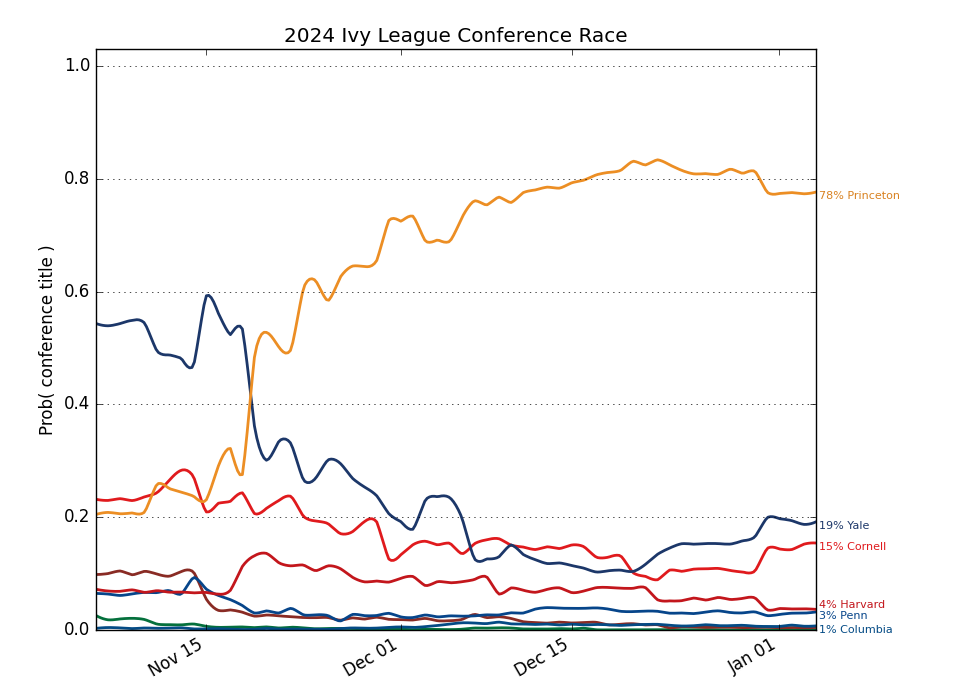 2024 Ivy League Conference Race
Prob( conference title )
1.0
0.8
0.6
0.4
0.2
0.0
78% Princeton
19% Yale
15% Cornell
4% Harvard
3% Penn
1% Columbia
Nov 15
Dec 01
Dec 15
Jan 01